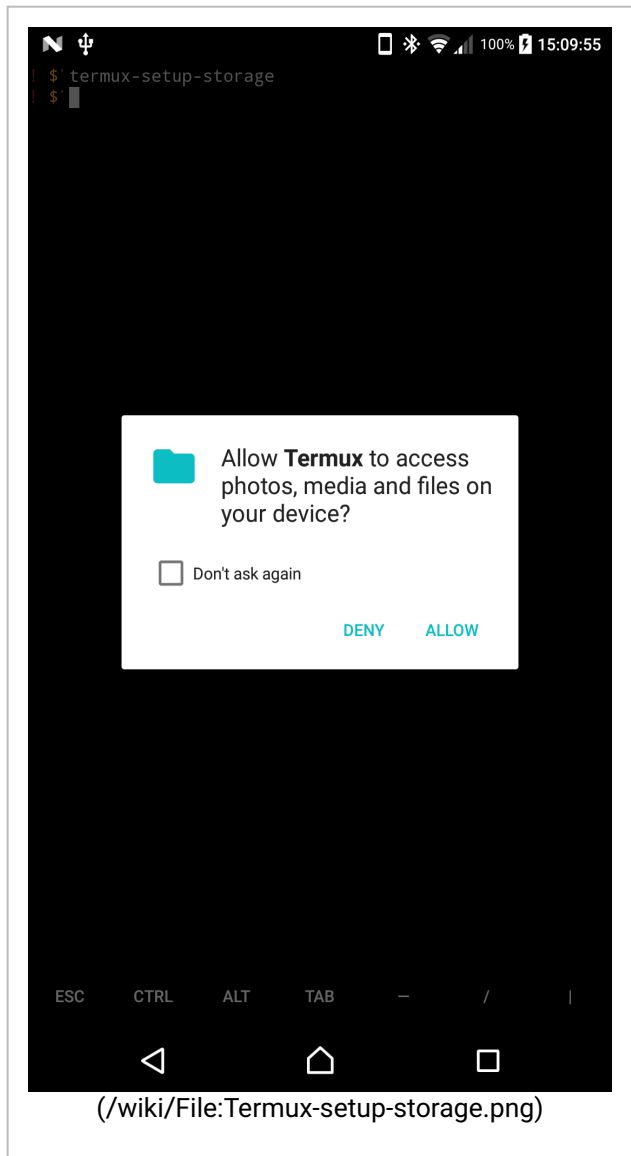 100% 15:09:55
! $ termux-setup-storage
! $
Allow Termux to access
photos, media and files on
your device?
Don't ask again
DENY ALLOW
ESC CTRL ALT TAB — / |
(/wiki/File:Termux-setup-storage.png)